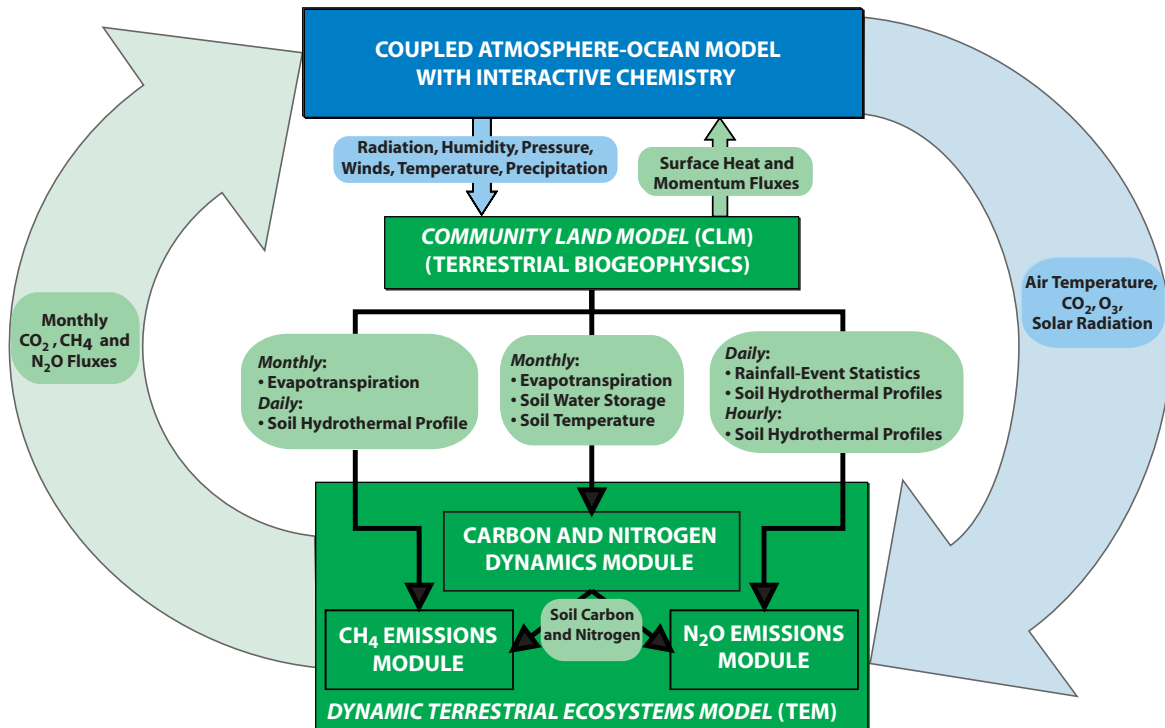 COUPLED ATMOSPHERE-OCEAN MODEL
WITH INTERACTIVE CHEMISTRY
Radiation, Humidity, Pressure,
Winds, Temperature, Precipitation
Surface Heat and
Momentum Fluxes
COMMUNITY LAND MODEL (CLM)
(TERRESTRIAL BIOGEOPHYSICS)
Monthly
CO₂, CH₄ and
N₂O Fluxes
Air Temperature,
CO₂, O₃,
Solar Radiation
Monthly:
• Evapotranspiration
Daily:
• Soil Hydrothermal Profile
Monthly:
• Evapotranspiration
• Soil Water Storage
• Soil Temperature
Daily:
• Rainfall-Event Statistics
• Soil Hydrothermal Profiles
Hourly:
• Soil Hydrothermal Profiles
CARBON AND NITROGEN
DYNAMICS MODULE
CH₄ EMISSIONS
MODULE
Soil Carbon
and Nitrogen
N₂O EMISSIONS
MODULE
DYNAMIC TERRESTRIAL ECOSYSTEMS MODEL (TEM)